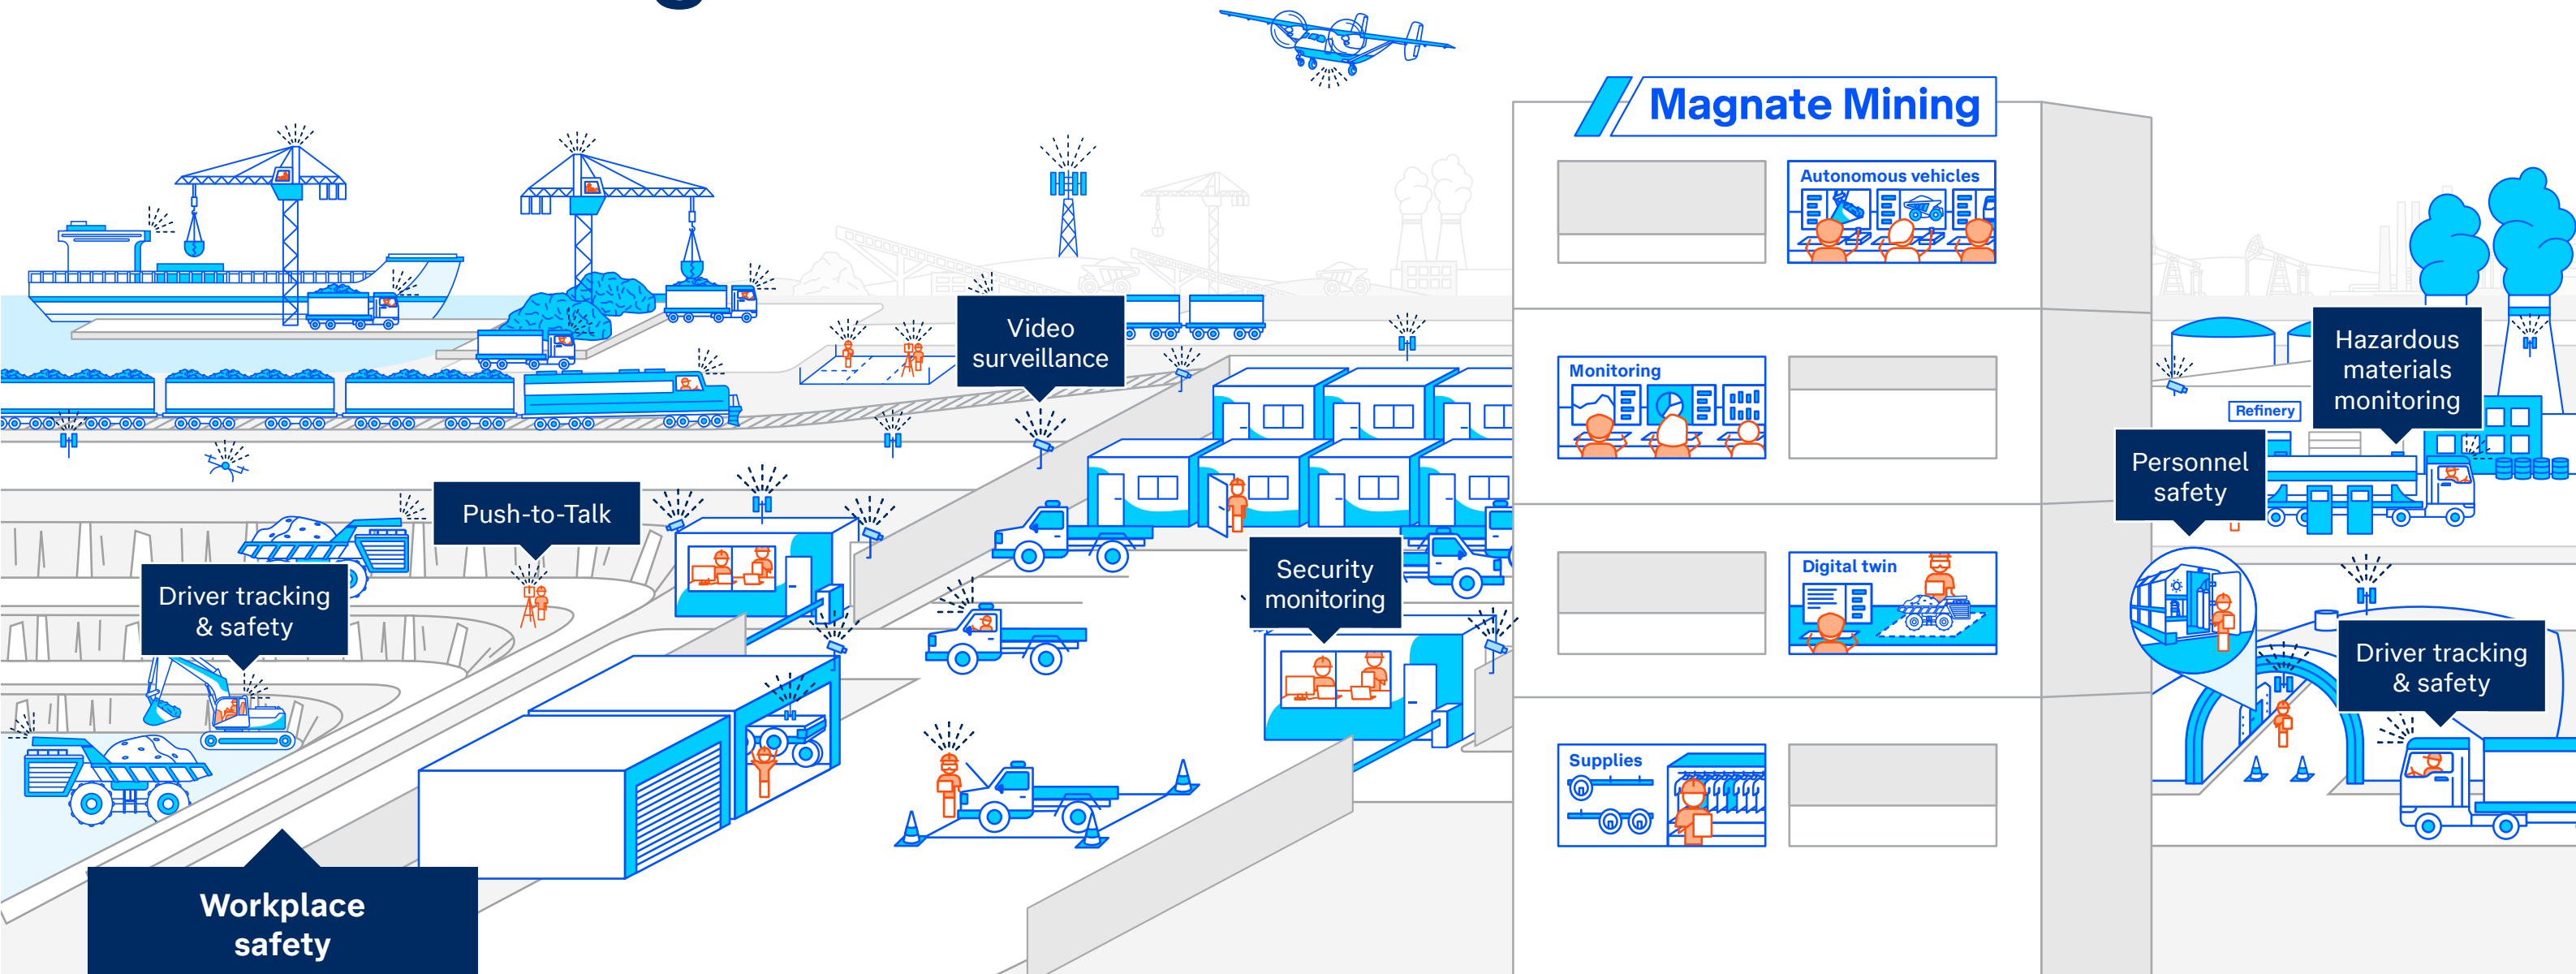 Magnate Mining
Autonomous vehicles
Video
surveillance
Hazardous
materials
monitoring
Monitoring
Refinery
Personnel
safety
Push-to-Talk
Driver tracking
& safety
Security
monitoring
Digital twin
Driver tracking
& safety
Supplies
Workplace
safety